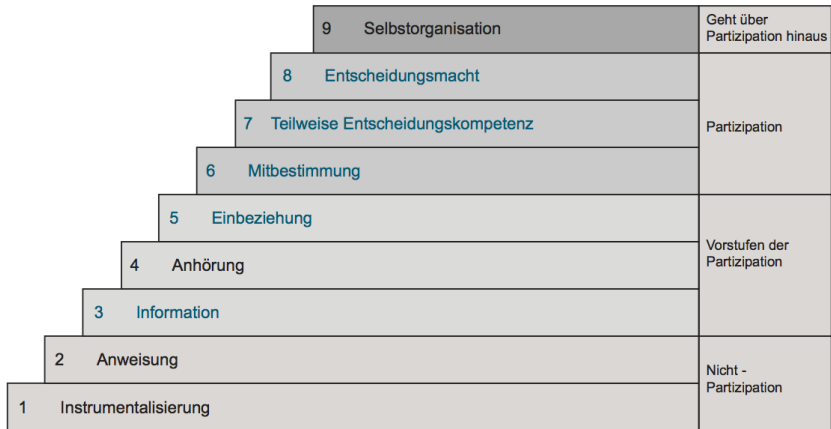 9 Selbstorganisation
Geht über
Partizipation hinaus
8 Entscheidungsmacht
7 Teilweise Entscheidungskompetenz
Partizipation
6 Mitbestimmung
5 Einbeziehung
4 Anhörung
Vorstufen der
Partizipation
3 Information
2 Anweisung
Nicht -
Partizipation
1 Instrumentalisierung